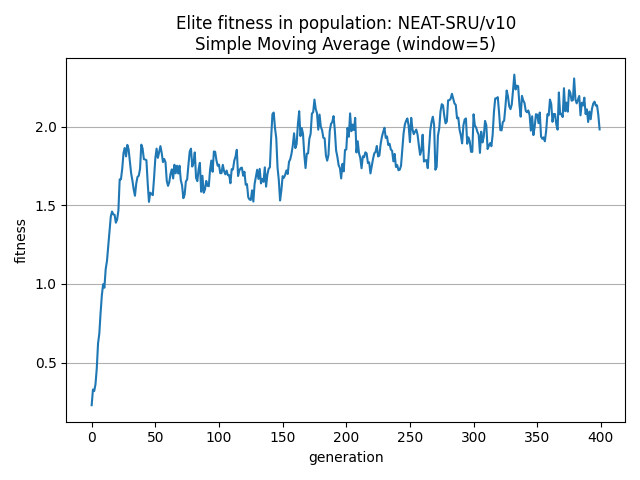 Elite fitness in population: NEAT-SRU/v10
Simple Moving Average (window=5)
fitness
2.0
1.5
1.0
0.5
0 50 100 150 200 250 300 350 400
generation